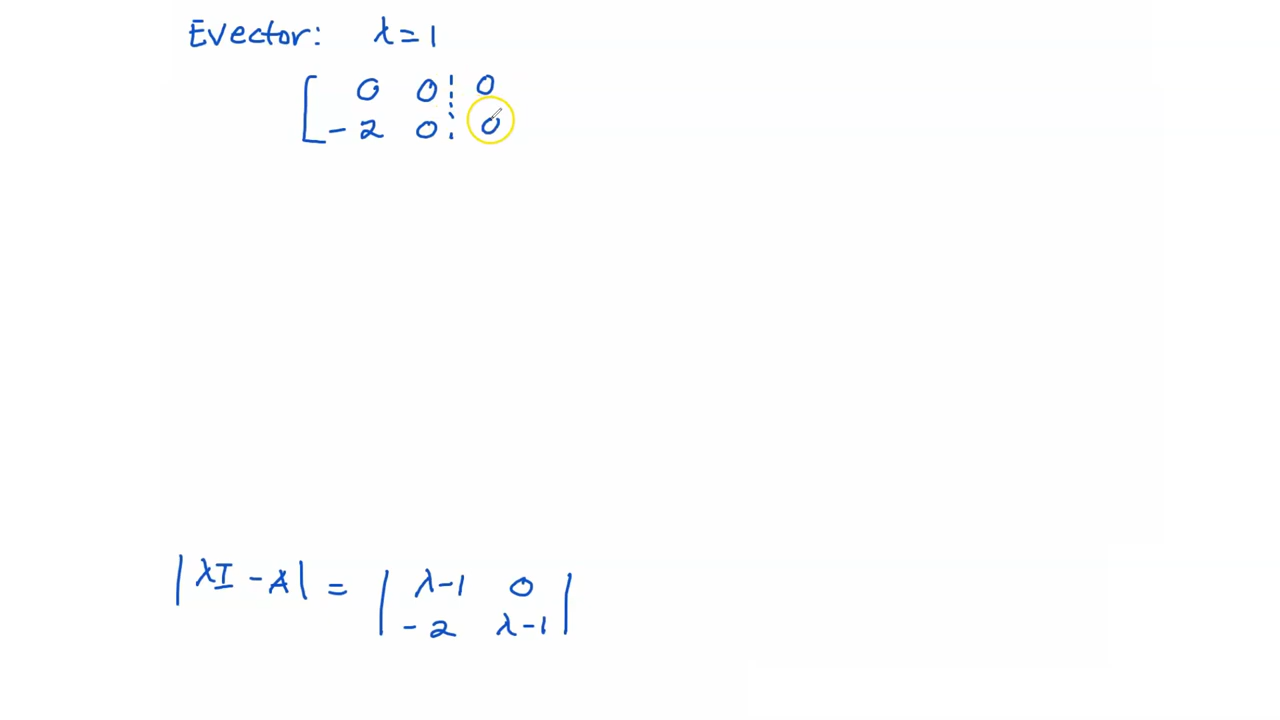 Evector: λ = 1
[ 0 0 ¦ 0
- 2 0 ¦ 0
|λI - A| = | λ-1 0 |
| - 2 λ-1 |